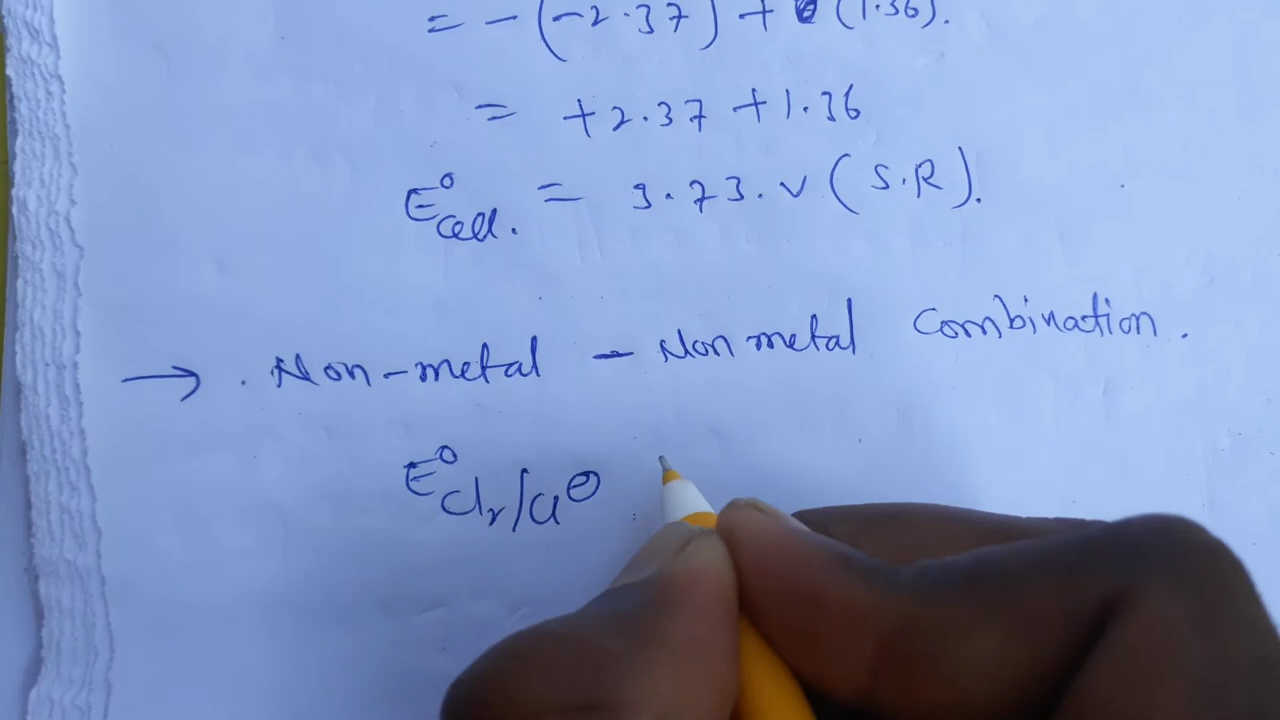 = - (-2.37) + (1.36).
= +2.37 +1.36
E°cell. = 3.73.v (S.R).
→ . Non-metal - Non metal Combination.
E°Cl₂/Cl⊖